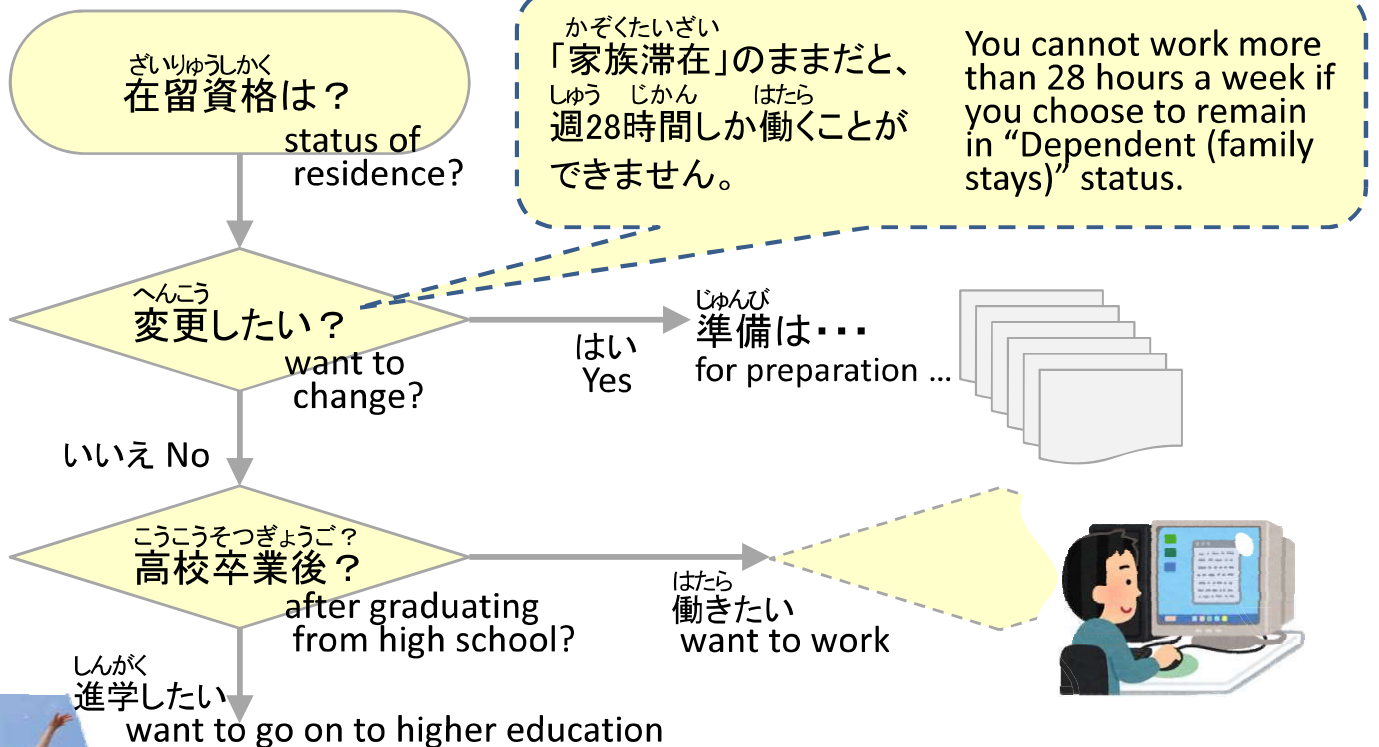 ざいりゅうしかく
在留資格は？
status of
residence?
かぞくたいざい
「家族滞在」のままだと、
しゅう じかん はたら
週28時間しか働くことが
できません。
You cannot work more
than 28 hours a week if
you choose to remain
in “Dependent (family
stays)” status.
へんこう
変更したい？
want to
change?
はい
Yes
じゅんび
準備は･･･
for preparation …
いいえ No
こうこうそつぎょうご？
高校卒業後？
after graduating
from high school?
はたら
働きたい
want to work
しんがく
進学したい
want to go on to higher education